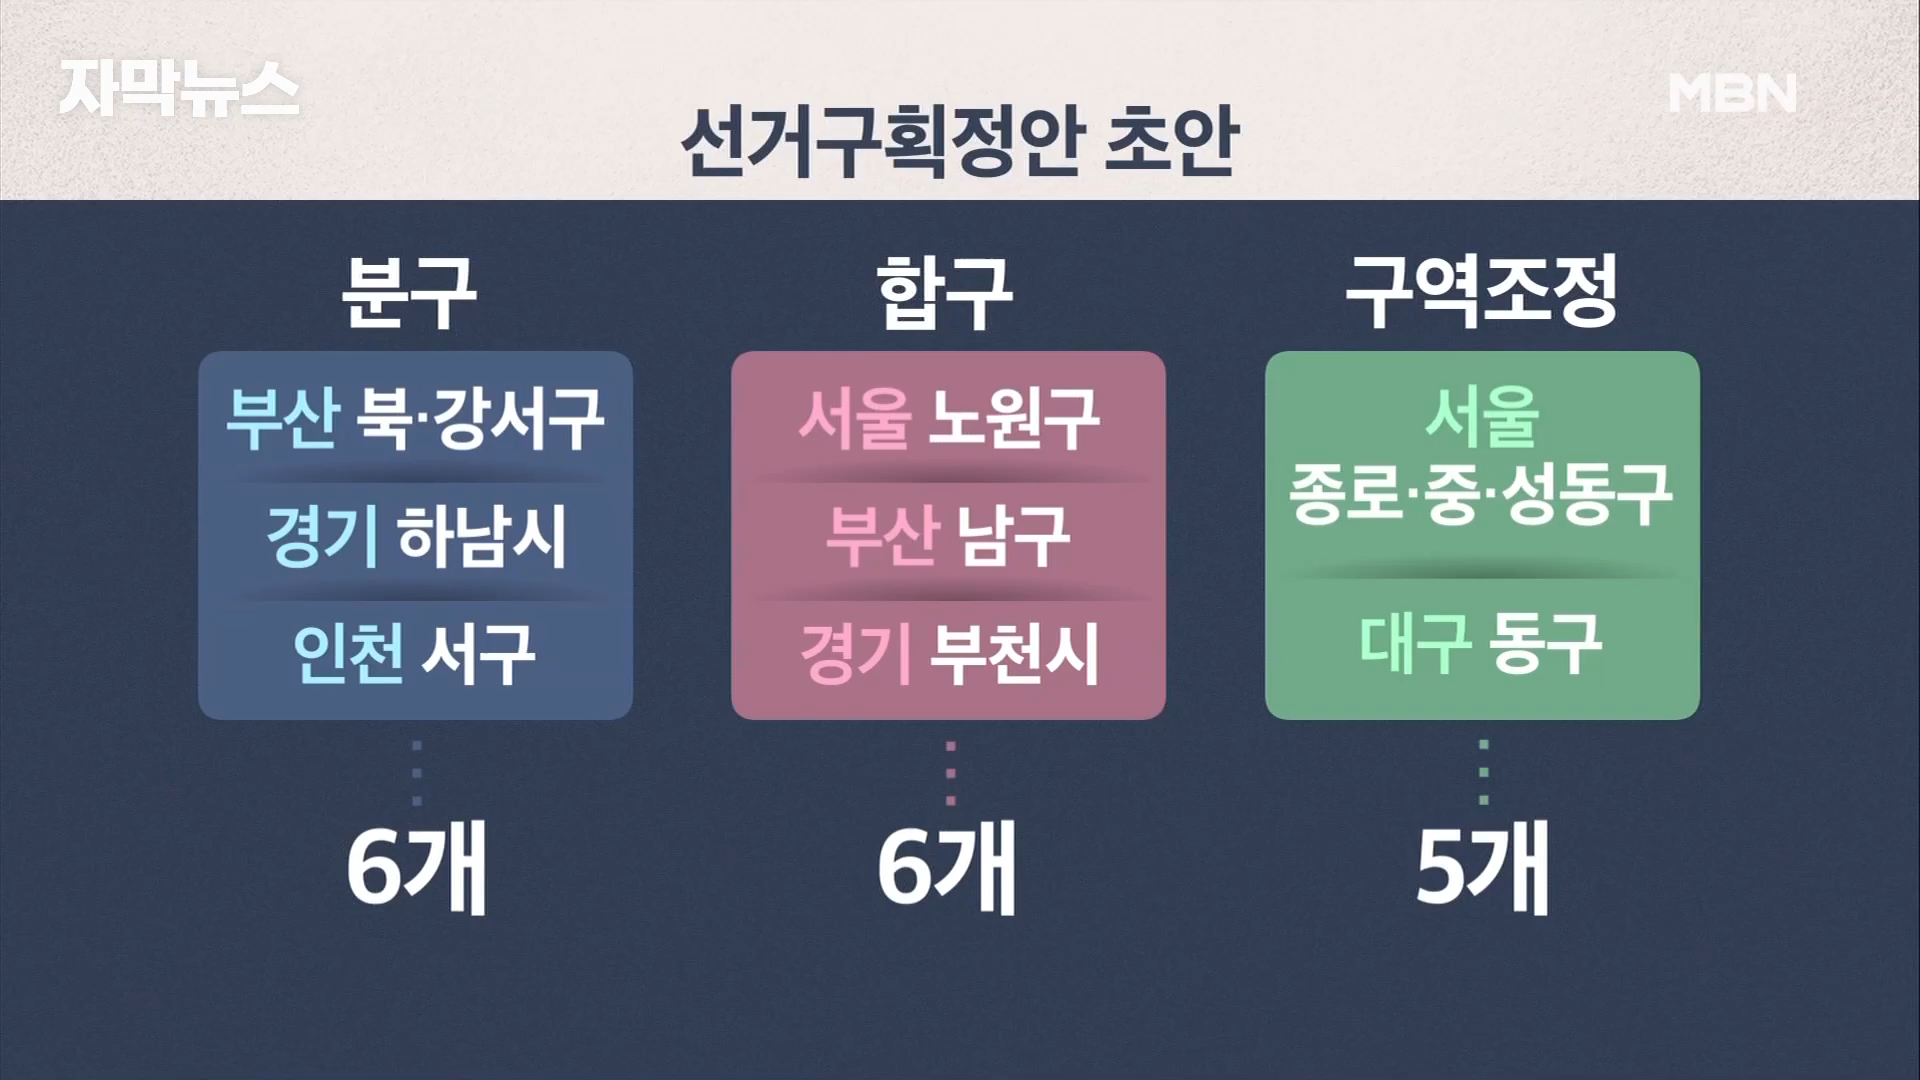 자막뉴스
MBN
선거구획정안 초안
분구
부산 북·강서구
경기 하남시
인천 서구
6개
합구
서울 노원구
부산 남구
경기 부천시
6개
구역조정
서울
종로·중·성동구
대구 동구
5개